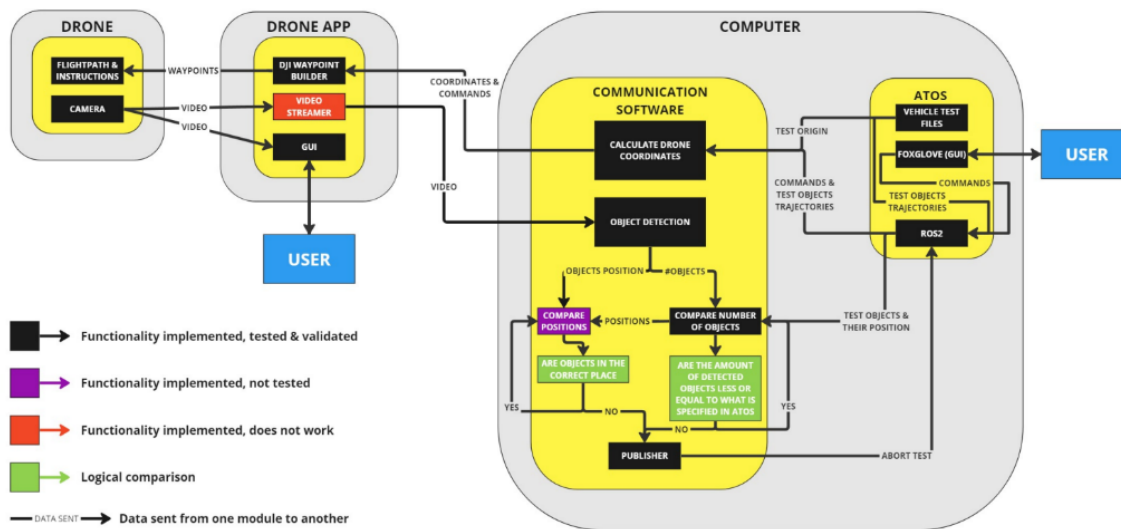 DRONE
FLIGHTPATH &
INSTRUCTIONS
CAMERA
WAYPOINTS
VIDEO
VIDEO
DRONE APP
DJI WAYPOINT
BUILDER
VIDEO
STREAMER
GUI
USER
COORDINATES &
COMMANDS
VIDEO
COMPUTER
COMMUNICATION
SOFTWARE
CALCULATE DRONE
COORDINATES
OBJECT DETECTION
OBJECTS POSITION
#OBJECTS
COMPARE
POSITIONS
POSITIONS
COMPARE NUMBER
OF OBJECTS
ARE OBJECTS IN THE
CORRECT PLACE
ARE THE AMOUNT
OF DETECTED
OBJECTS LESS OR
EQUAL TO WHAT IS
SPECIFIED IN ATOS
YES
NO
NO
YES
PUBLISHER
ABORT TEST
TEST ORIGIN
COMMANDS &
TEST OBJECTS
TRAJECTORIES
TEST OBJECTS &
THEIR POSITION
ATOS
VEHICLE TEST
FILES
FOXGLOVE (GUI)
COMMANDS
TEST OBJECTS
TRAJECTORIES
ROS2
USER
Functionality implemented, tested & validated
Functionality implemented, not tested
Functionality implemented, does not work
Logical comparison
DATA SENT
Data sent from one module to another